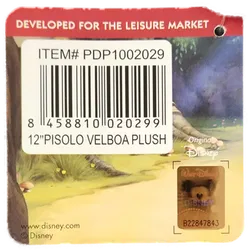 DEVELOPED FOR THE LEISURE MARKET
ITEM# PDP1002029
8 458810 020299
12"PISOLO VELBOA PLUSH
Original
Disney
B22847843
www.disney.com
© Disney